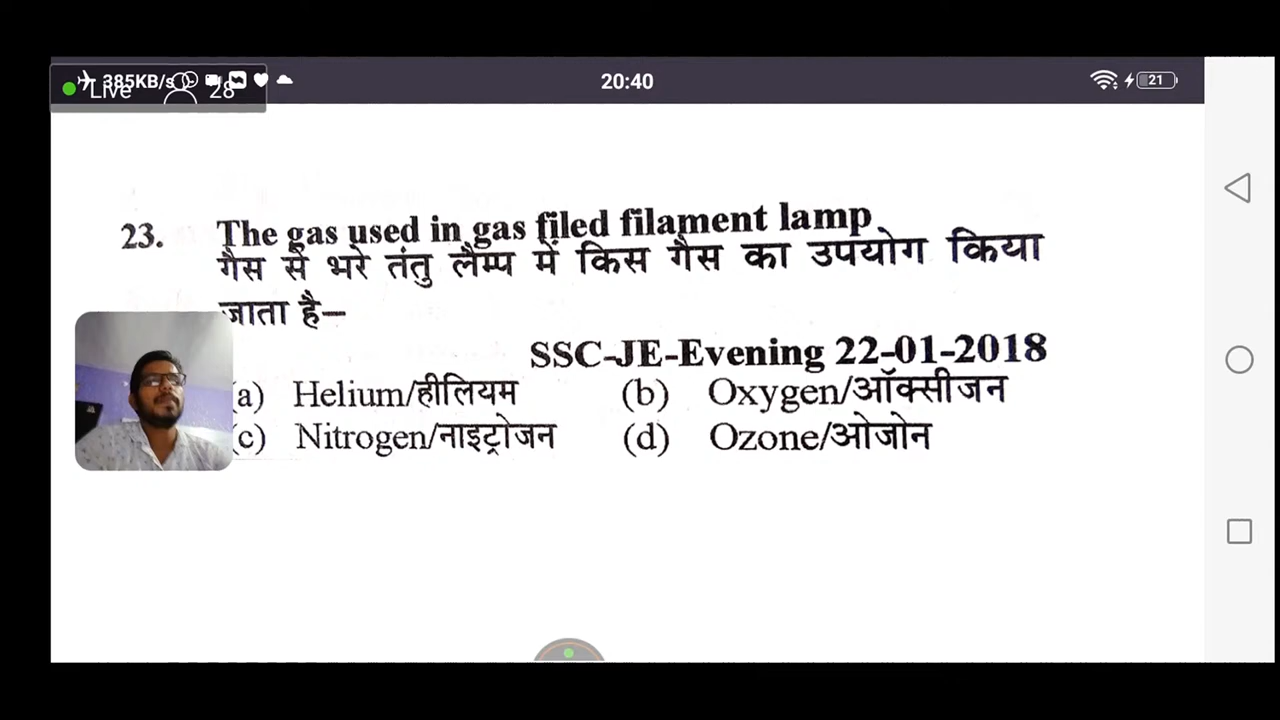 385KB/s
Live 28
20:40
21
23. The gas used in gas filed filament lamp
गैस से भरे तंतु लैम्प में किस गैस का उपयोग किया
जाता है–
SSC-JE-Evening 22-01-2018
(a) Helium/हीलियम (b) Oxygen/ऑक्सीजन
(c) Nitrogen/नाइट्रोजन (d) Ozone/ओजोन